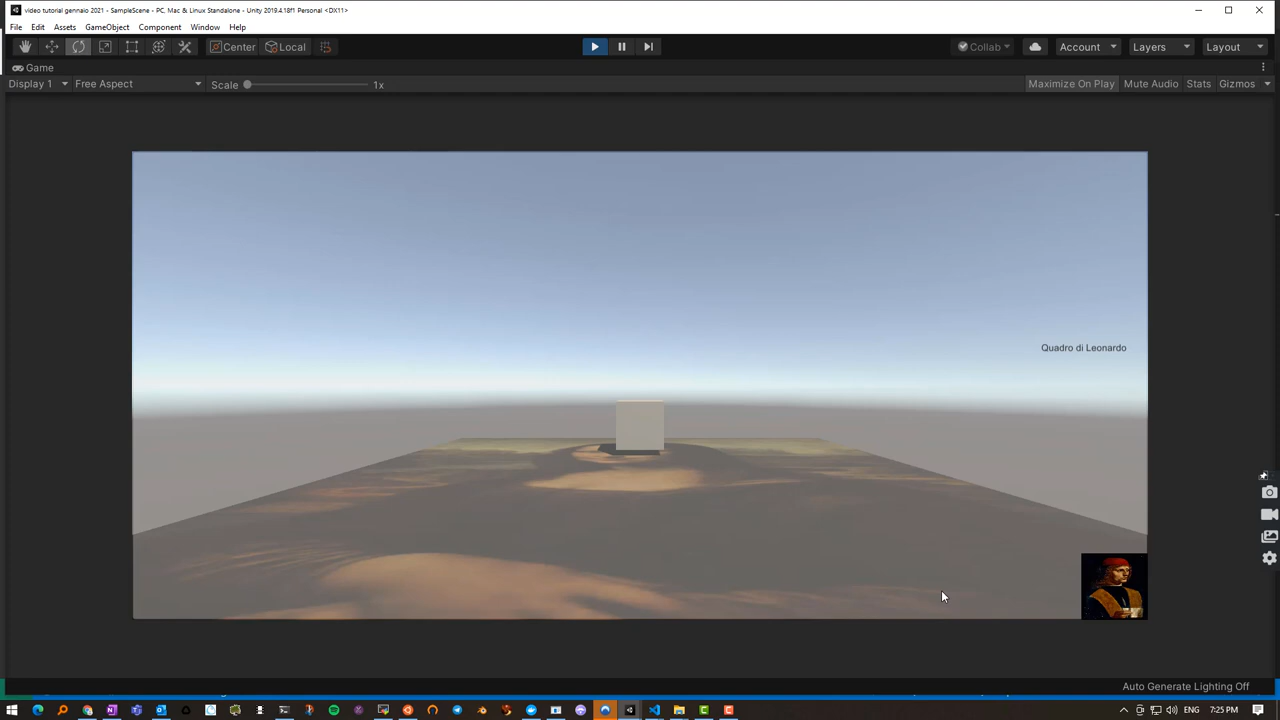 video tutorial gennaio 2021 - SampleScene - PC, Mac & Linux Standalone - Unity 2019.4.18f1 Personal <DX11>
File Edit Assets GameObject Component Window Help
Center Local Collab Account Layers Layout
Game
Display 1 Free Aspect Scale 1x Maximize On Play Mute Audio Stats Gizmos
Quadro di Leonardo
Auto Generate Lighting Off
ENG 7:25 PM